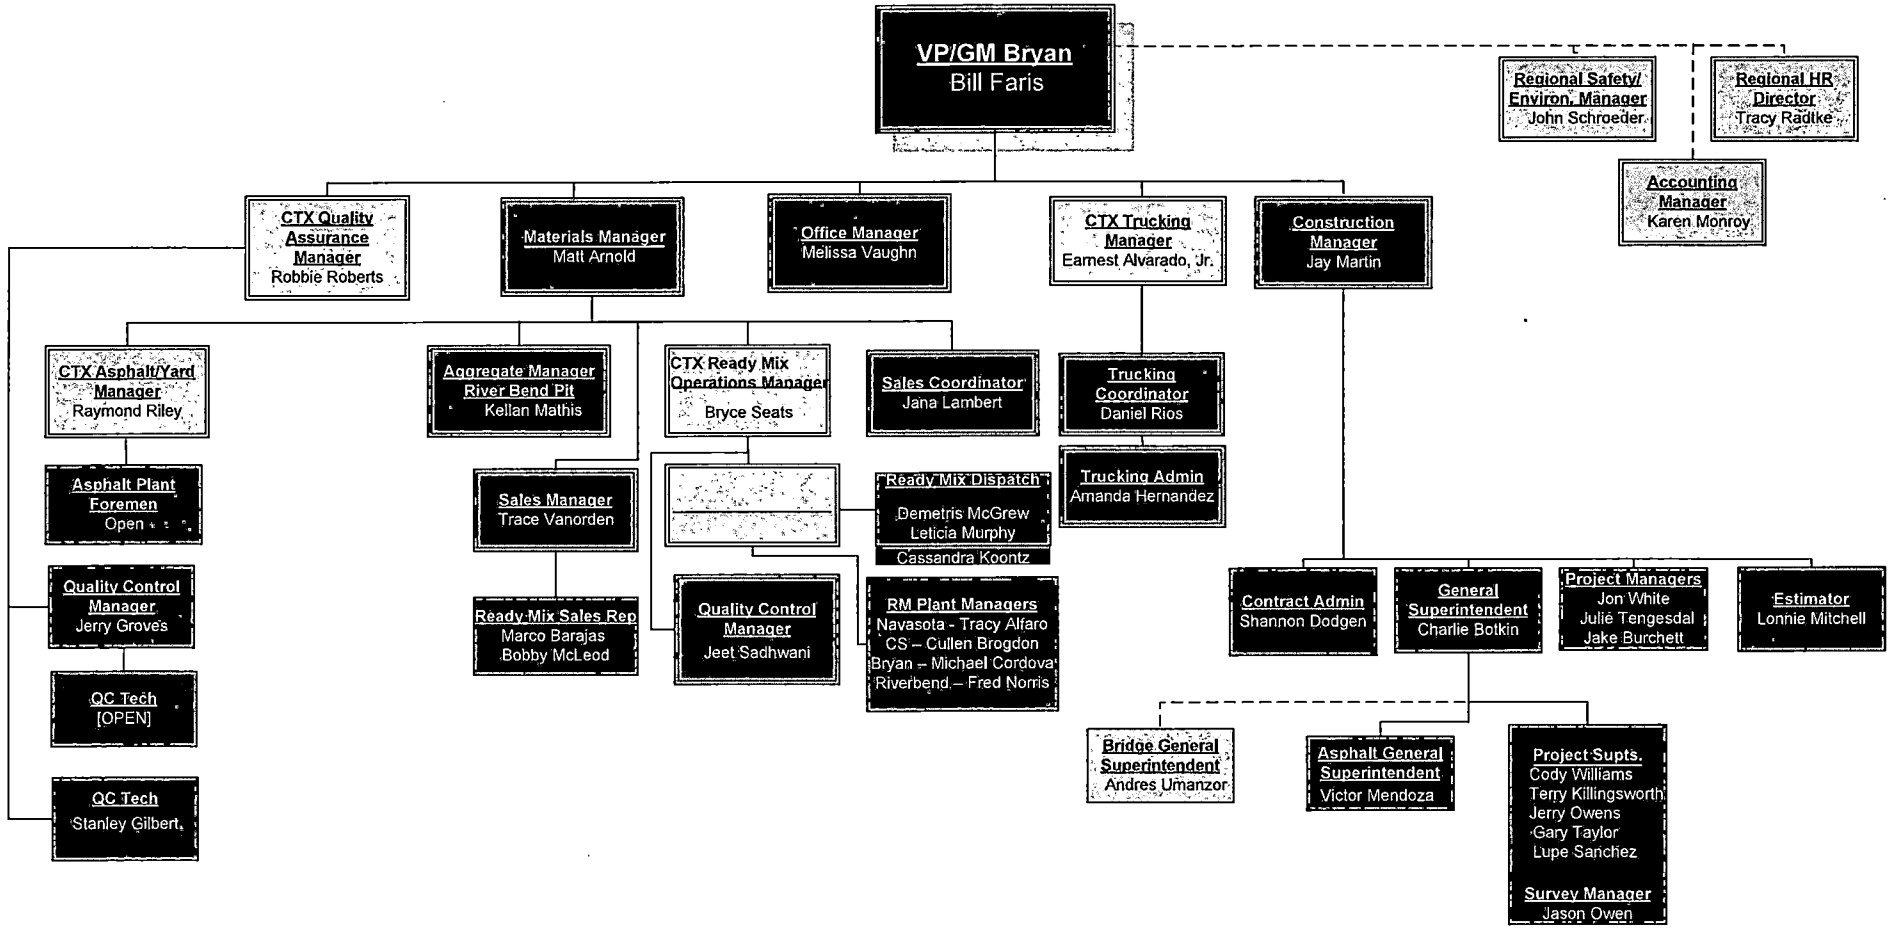 VP/GM Bryan
Bill Faris
Regional Safety/
Environ. Manager
John Schroeder
Regional HR
Director
Tracy Radtke
Accounting
Manager
Karen Monroy
CTX Quality
Assurance
Manager
Robbie Roberts
Materials Manager
Matt Arnold
Office Manager
Melissa Vaughn
CTX Trucking
Manager
Earnest Alvarado, Jr.
Construction
Manager
Jay Martin
CTX Asphalt/Yard
Manager
Raymond Riley
Aggregate Manager
River Bend Pit
Kellan Mathis
CTX Ready Mix
Operations Manager
Bryce Seats
Sales Coordinator
Jana Lambert
Trucking
Coordinator
Daniel Rios
Asphalt Plant
Foremen
Open
Sales Manager
Trace Vanorden
Ready Mix Dispatch
Demetris McGrew
Leticia Murphy
Cassandra Koontz
Trucking Admin
Amanda Hernandez
Quality Control
Manager
Jerry Groves
Ready Mix Sales Rep
Marco Barajas
Bobby McLeod
Quality Control
Manager
Jeet Sadhwani
RM Plant Managers
Navasota - Tracy Alfaro
CS – Cullen Brogdon
Bryan – Michael Cordova
Riverbend – Fred Norris
Contract Admin
Shannon Dodgen
General
Superintendent
Charlie Botkin
Project Managers
Jon White
Julie Tengesdal
Jake Burchett
Estimator
Lonnie Mitchell
QC Tech
[OPEN]
QC Tech
Stanley Gilbert
Bridge General
Superintendent
Andres Umanzor
Asphalt General
Superintendent
Victor Mendoza
Project Supts.
Cody Williams
Terry Killingsworth
Jerry Owens
Gary Taylor
Lupe Sanchez
Survey Manager
Jason Owen